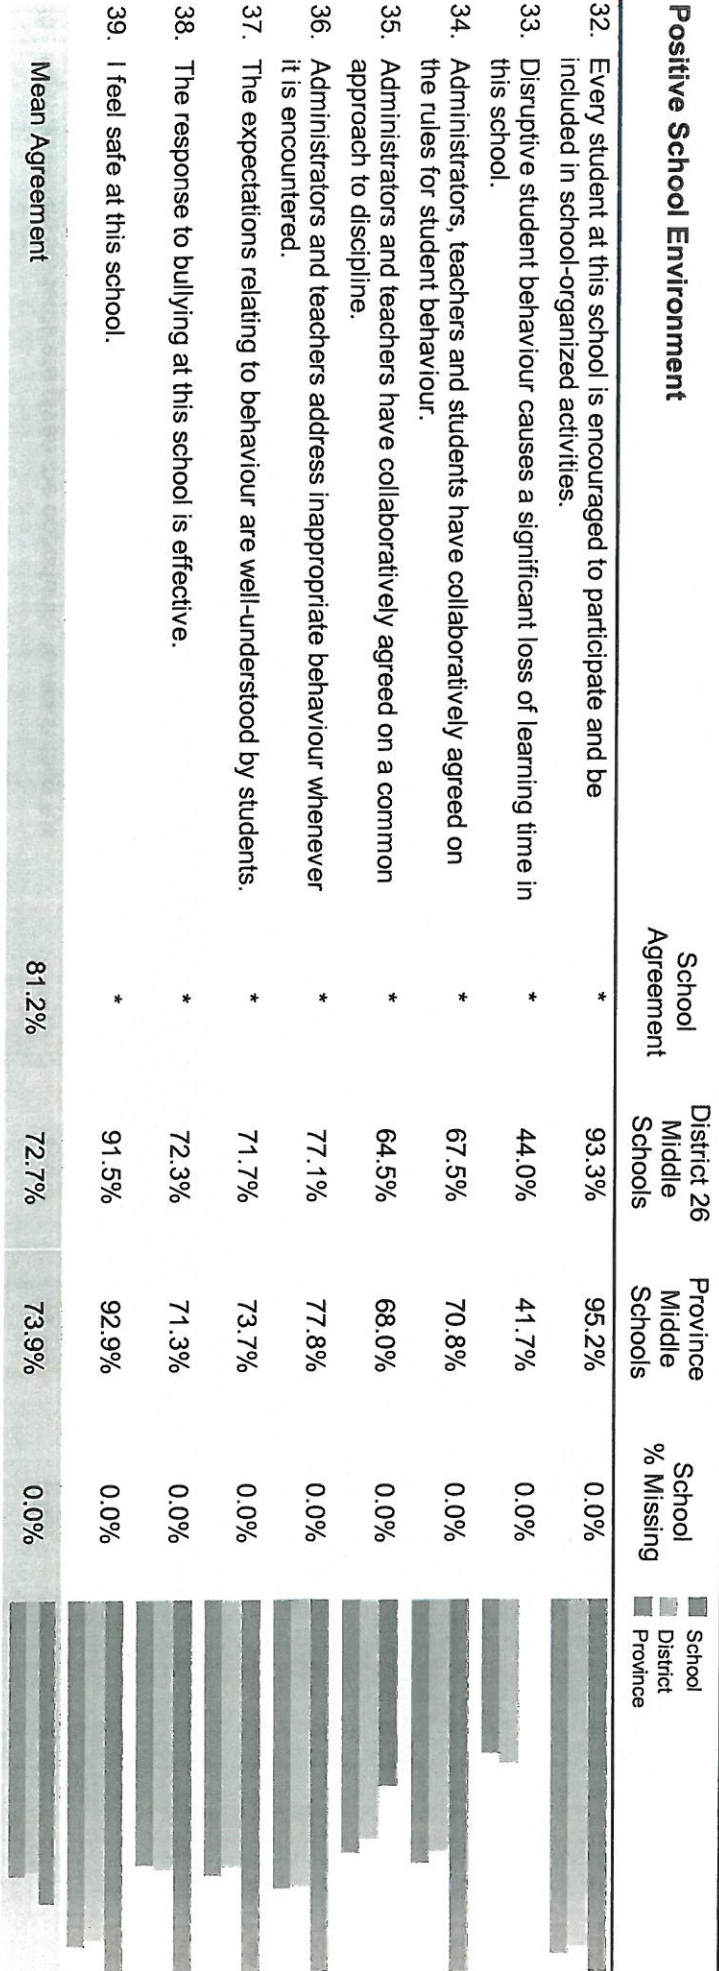 Positive School Environment
School Agreement
District 26 Middle Schools
Province Middle Schools
School % Missing
School
District
Province
32. Every student at this school is encouraged to participate and be
included in school-organized activities.
* 93.3% 95.2% 0.0%
33. Disruptive student behaviour causes a significant loss of learning time in
this school.
* 44.0% 41.7% 0.0%
34. Administrators, teachers and students have collaboratively agreed on
the rules for student behaviour.
* 67.5% 70.8% 0.0%
35. Administrators and teachers have collaboratively agreed on a common
approach to discipline.
* 64.5% 68.0% 0.0%
36. Administrators and teachers address inappropriate behaviour whenever
it is encountered.
* 77.1% 77.8% 0.0%
37. The expectations relating to behaviour are well-understood by students. * 71.7% 73.7% 0.0%
38. The response to bullying at this school is effective. * 72.3% 71.3% 0.0%
39. I feel safe at this school. * 91.5% 92.9% 0.0%
Mean Agreement 81.2% 72.7% 73.9% 0.0%